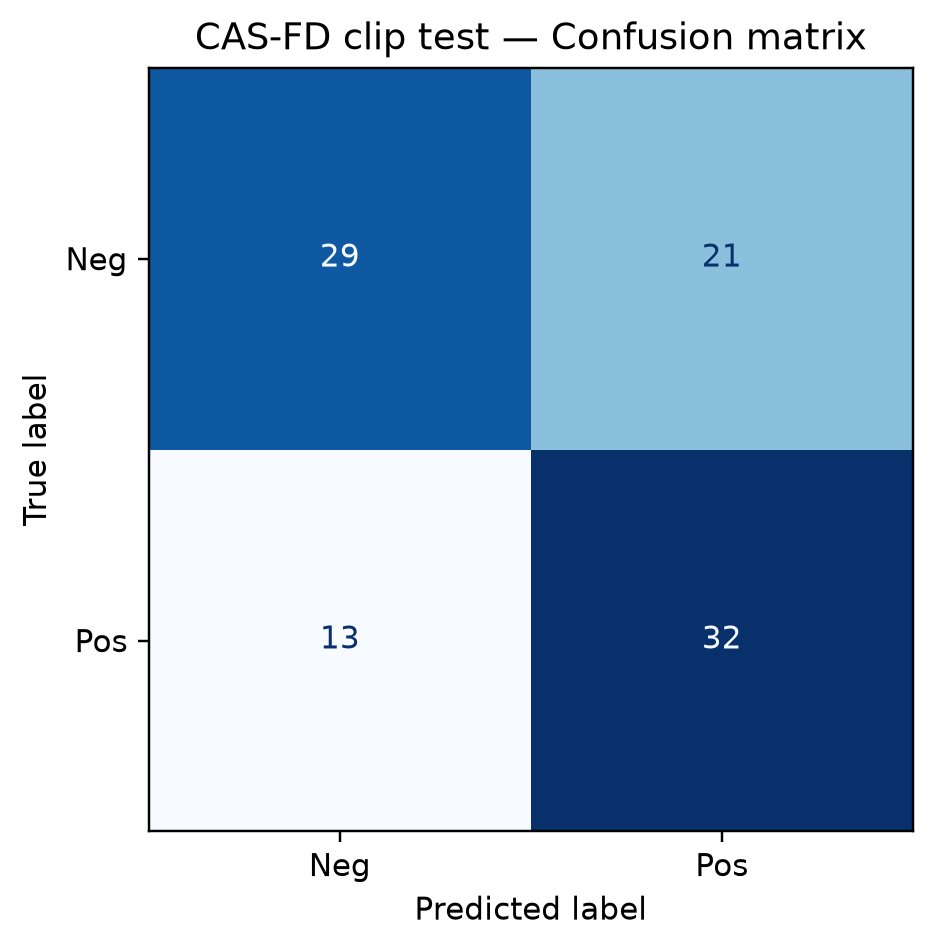 CAS-FD clip test — Confusion matrix
True label
Neg
29
21
Pos
13
32
Neg
Pos
Predicted label